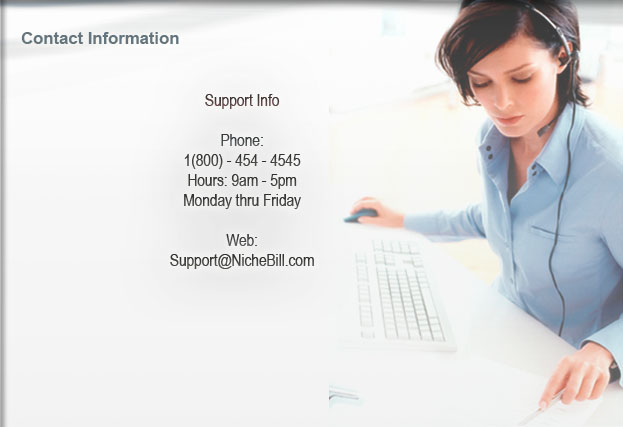 Contact Information
Support Info
Phone:
1(800) - 454 - 4545
Hours: 9am - 5pm
Monday thru Friday
Web:
Support@NicheBill.com